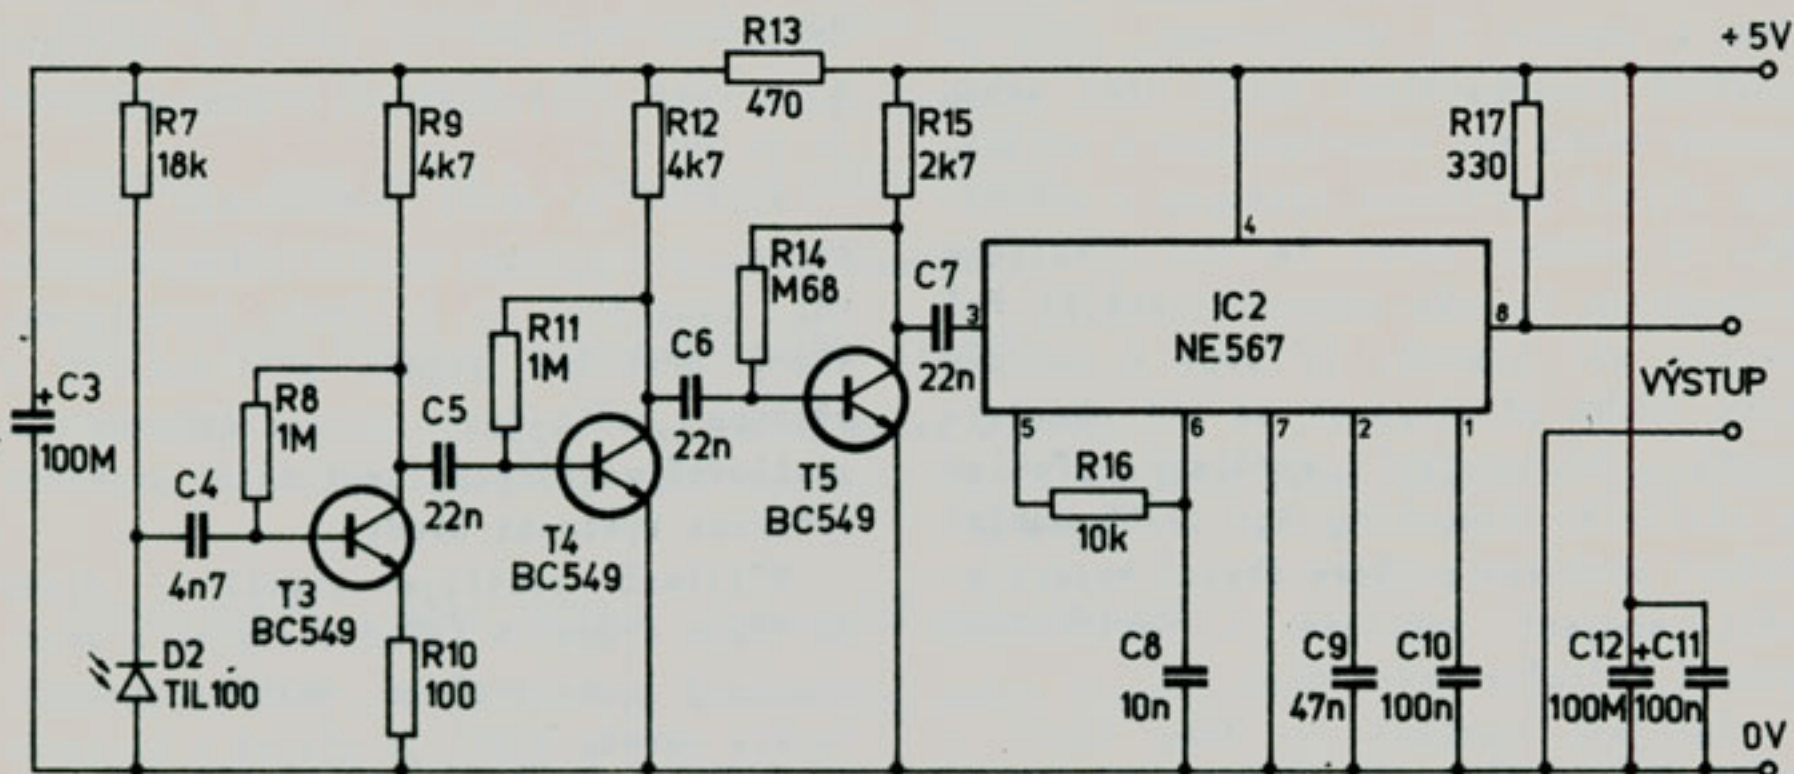 R13
470
+ 5V
R7
18k
R9
4k7
R12
4k7
R15
2k7
R17
330
4
R14
M68
C7
22n
3
IC2
NE567
8
VÝSTUP
R11
1M
C6
22n
+ C3
100M
R8
1M
C5
22n
5
6
7
2
1
R16
10k
C4
4n7
T3
BC549
T4
BC549
T5
BC549
D2
TIL100
R10
100
C8
10n
C9
47n
C10
100n
C12
100M
+
C11
100n
0V